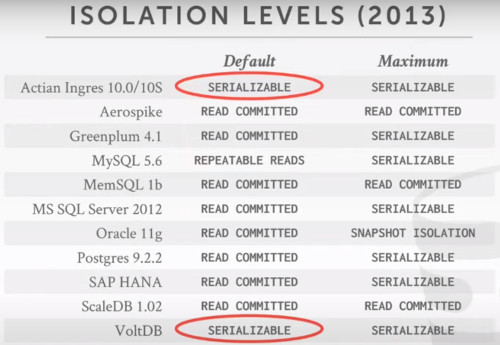 ISOLATION LEVELS (2013)
Default Maximum
Actian Ingres 10.0/10S SERIALIZABLE SERIALIZABLE
Aerospike READ COMMITTED READ COMMITTED
Greenplum 4.1 READ COMMITTED SERIALIZABLE
MySQL 5.6 REPEATABLE READS SERIALIZABLE
MemSQL 1b READ COMMITTED READ COMMITTED
MS SQL Server 2012 READ COMMITTED SERIALIZABLE
Oracle 11g READ COMMITTED SNAPSHOT ISOLATION
Postgres 9.2.2 READ COMMITTED SERIALIZABLE
SAP HANA READ COMMITTED SERIALIZABLE
ScaleDB 1.02 READ COMMITTED READ COMMITTED
VoltDB SERIALIZABLE SERIALIZABLE